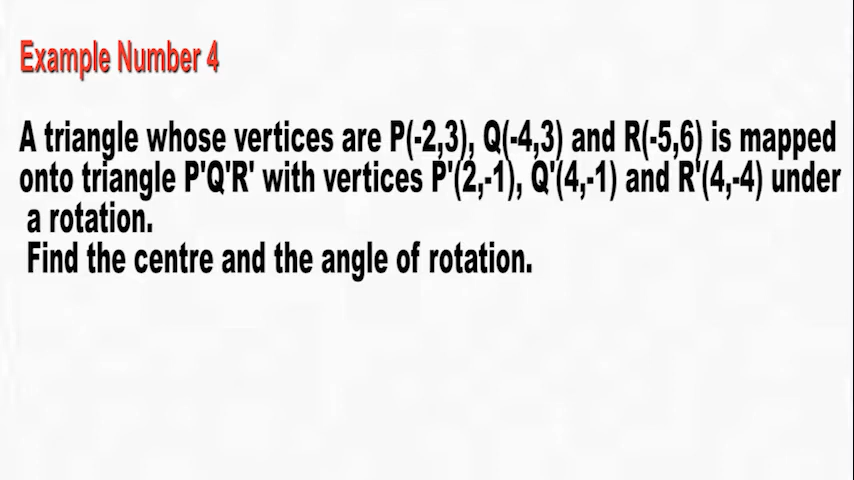 Example Number 4
A triangle whose vertices are P(-2,3), Q(-4,3) and R(-5,6) is mapped
onto triangle P'Q'R' with vertices P'(2,-1), Q'(4,-1) and R'(4,-4) under
a rotation.
Find the centre and the angle of rotation.